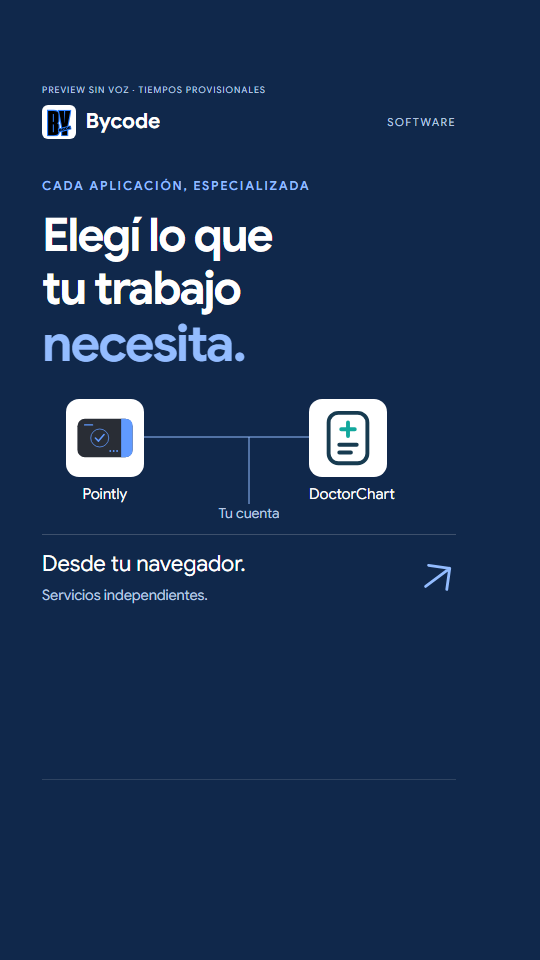 PREVIEW SIN VOZ · TIEMPOS PROVISIONALES
BY
Bycode
SOFTWARE
CADA APLICACIÓN, ESPECIALIZADA
Elegí lo que
tu trabajo
necesita.
Pointly
DoctorChart
Tu cuenta
Desde tu navegador.
Servicios independientes.